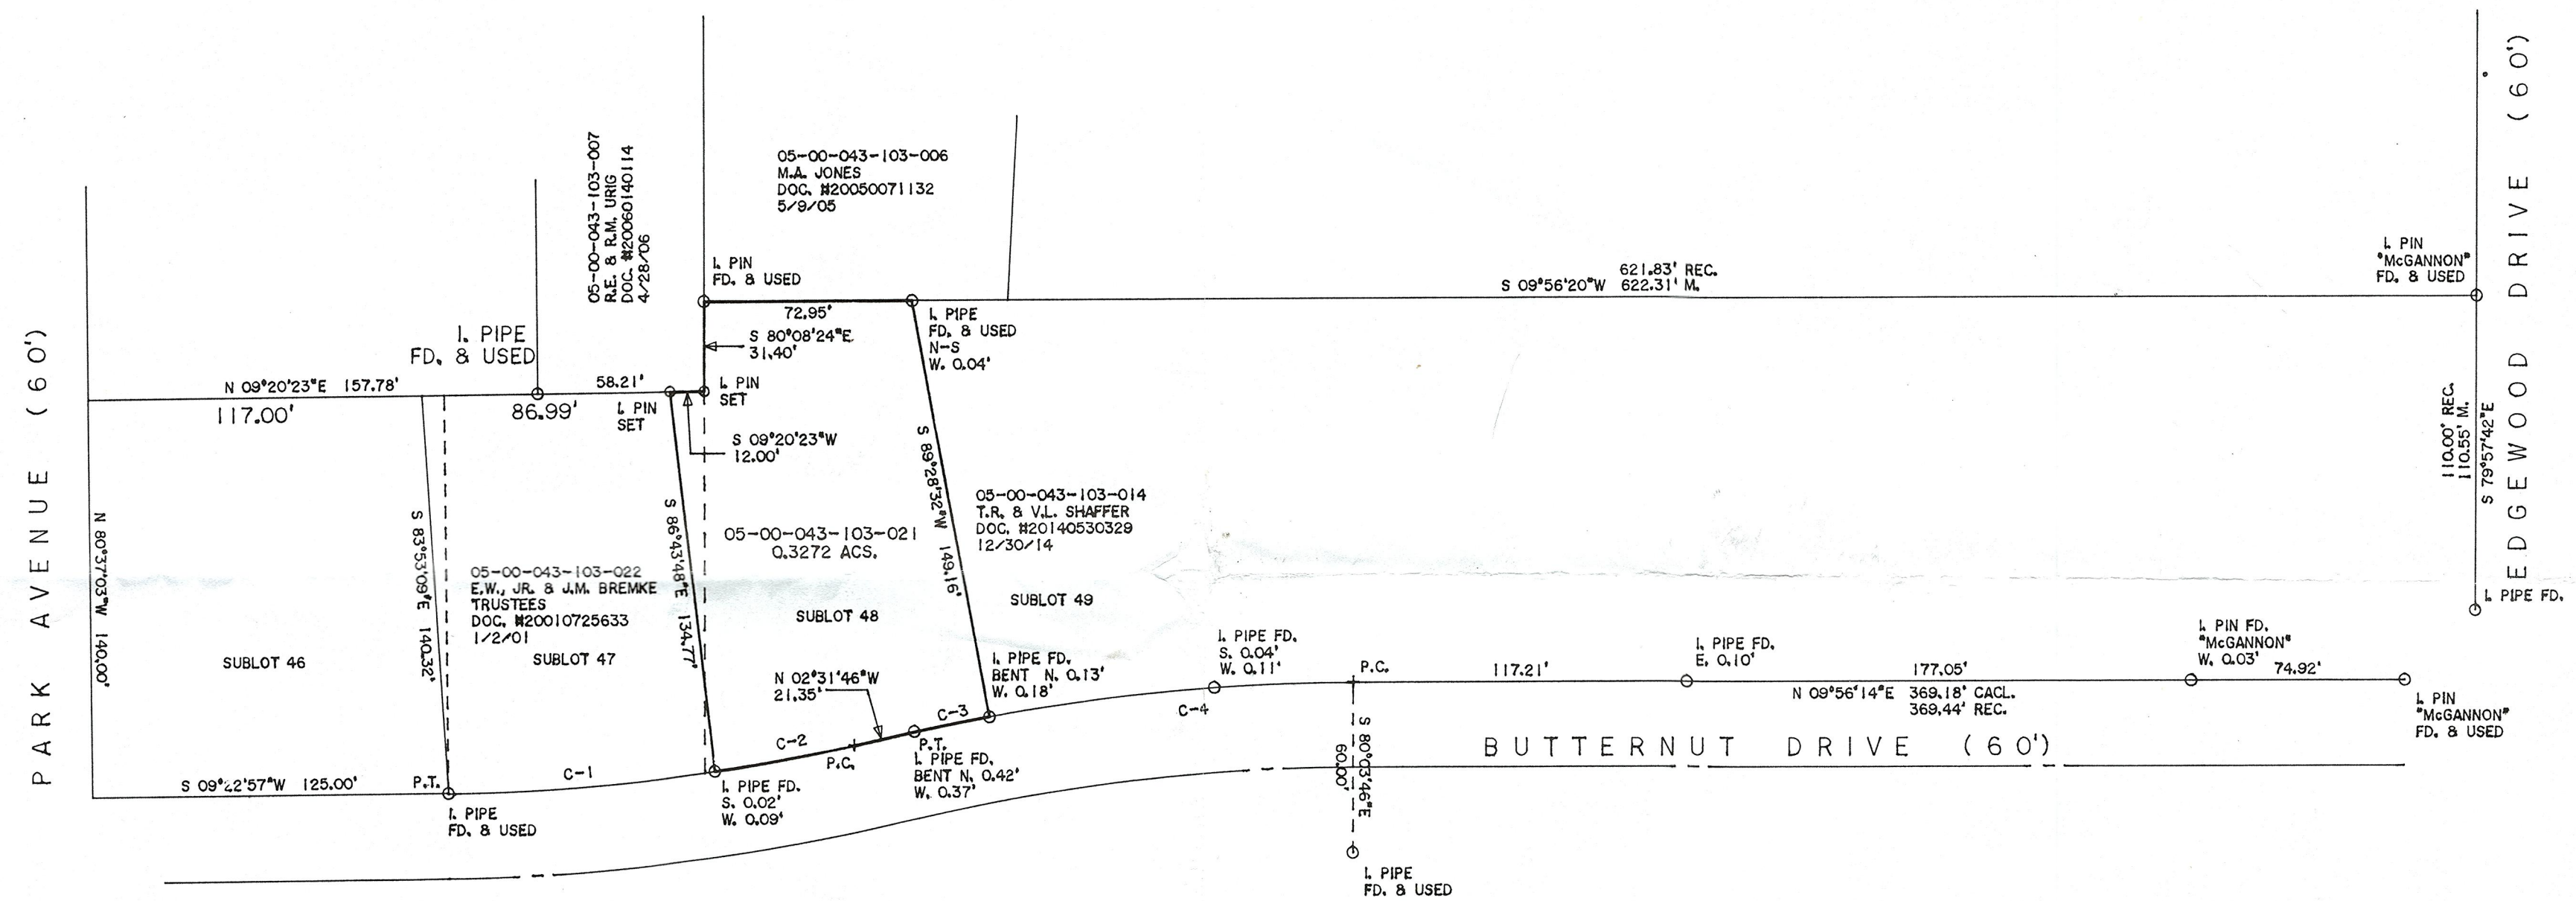 PARK AVENUE (60')
05-00-043-103-007
R.E. & R.M. URIG
DOC. #20060140114
4/28/06
05-00-043-103-006
M.A. JONES
DOC. #20050071132
5/9/05
I. PIN
FD. & USED
72.95'
S 80°08'24"E
31.40'
I. PIPE
FD. & USED
N-S
W. 0.04'
621.83' REC.
S 09°56'20"W 622.31' M.
I. PIN
"McGANNON"
FD. & USED
EDGEWOOD DRIVE (60')
I. PIPE
FD. & USED
N 09°20'23"E 157.78'
117.00'
58.21'
86.99'
I. PIN
SET
I. PIN
SET
S 09°20'23"W
12.00'
110.00' REC.
110.55' M.
S 79°57'42"E
N 80°37'03"W 140.00'
S 83°53'09"E 140.32'
S 86°43'48"E 134.77'
S 89°28'32"W 149.16'
05-00-043-103-021
0.3272 ACS.
05-00-043-103-014
T.R. & V.L. SHAFFER
DOC. #20140530329
12/30/14
05-00-043-103-022
E.W., JR. & J.M. BREMKE
TRUSTEES
DOC. #20010725633
1/2/01
SUBLOT 46
SUBLOT 47
SUBLOT 48
SUBLOT 49
I. PIPE FD.
N 02°31'46"W
21.35'
I. PIPE FD.
BENT N. 0.13'
W. 0.18'
I. PIPE FD.
S. 0.04'
W. 0.11'
P.C.
117.21'
I. PIPE FD.
E. 0.10'
177.05'
N 09°56'14"E 369.18' CACL.
369.44' REC.
I. PIN FD.
"McGANNON"
W. 0.03'
74.92'
I. PIN
"McGANNON"
FD. & USED
C-1
C-2
C-3
C-4
P.C.
P.T.
I. PIPE FD.
BENT N. 0.42'
W. 0.37'
S 09°22'57"W 125.00'
P.T.
I. PIPE
FD. & USED
I. PIPE FD.
S. 0.02'
W. 0.09'
S 80°03'46"E
60.00'
BUTTERNUT DRIVE (60')
I. PIPE
FD. & USED